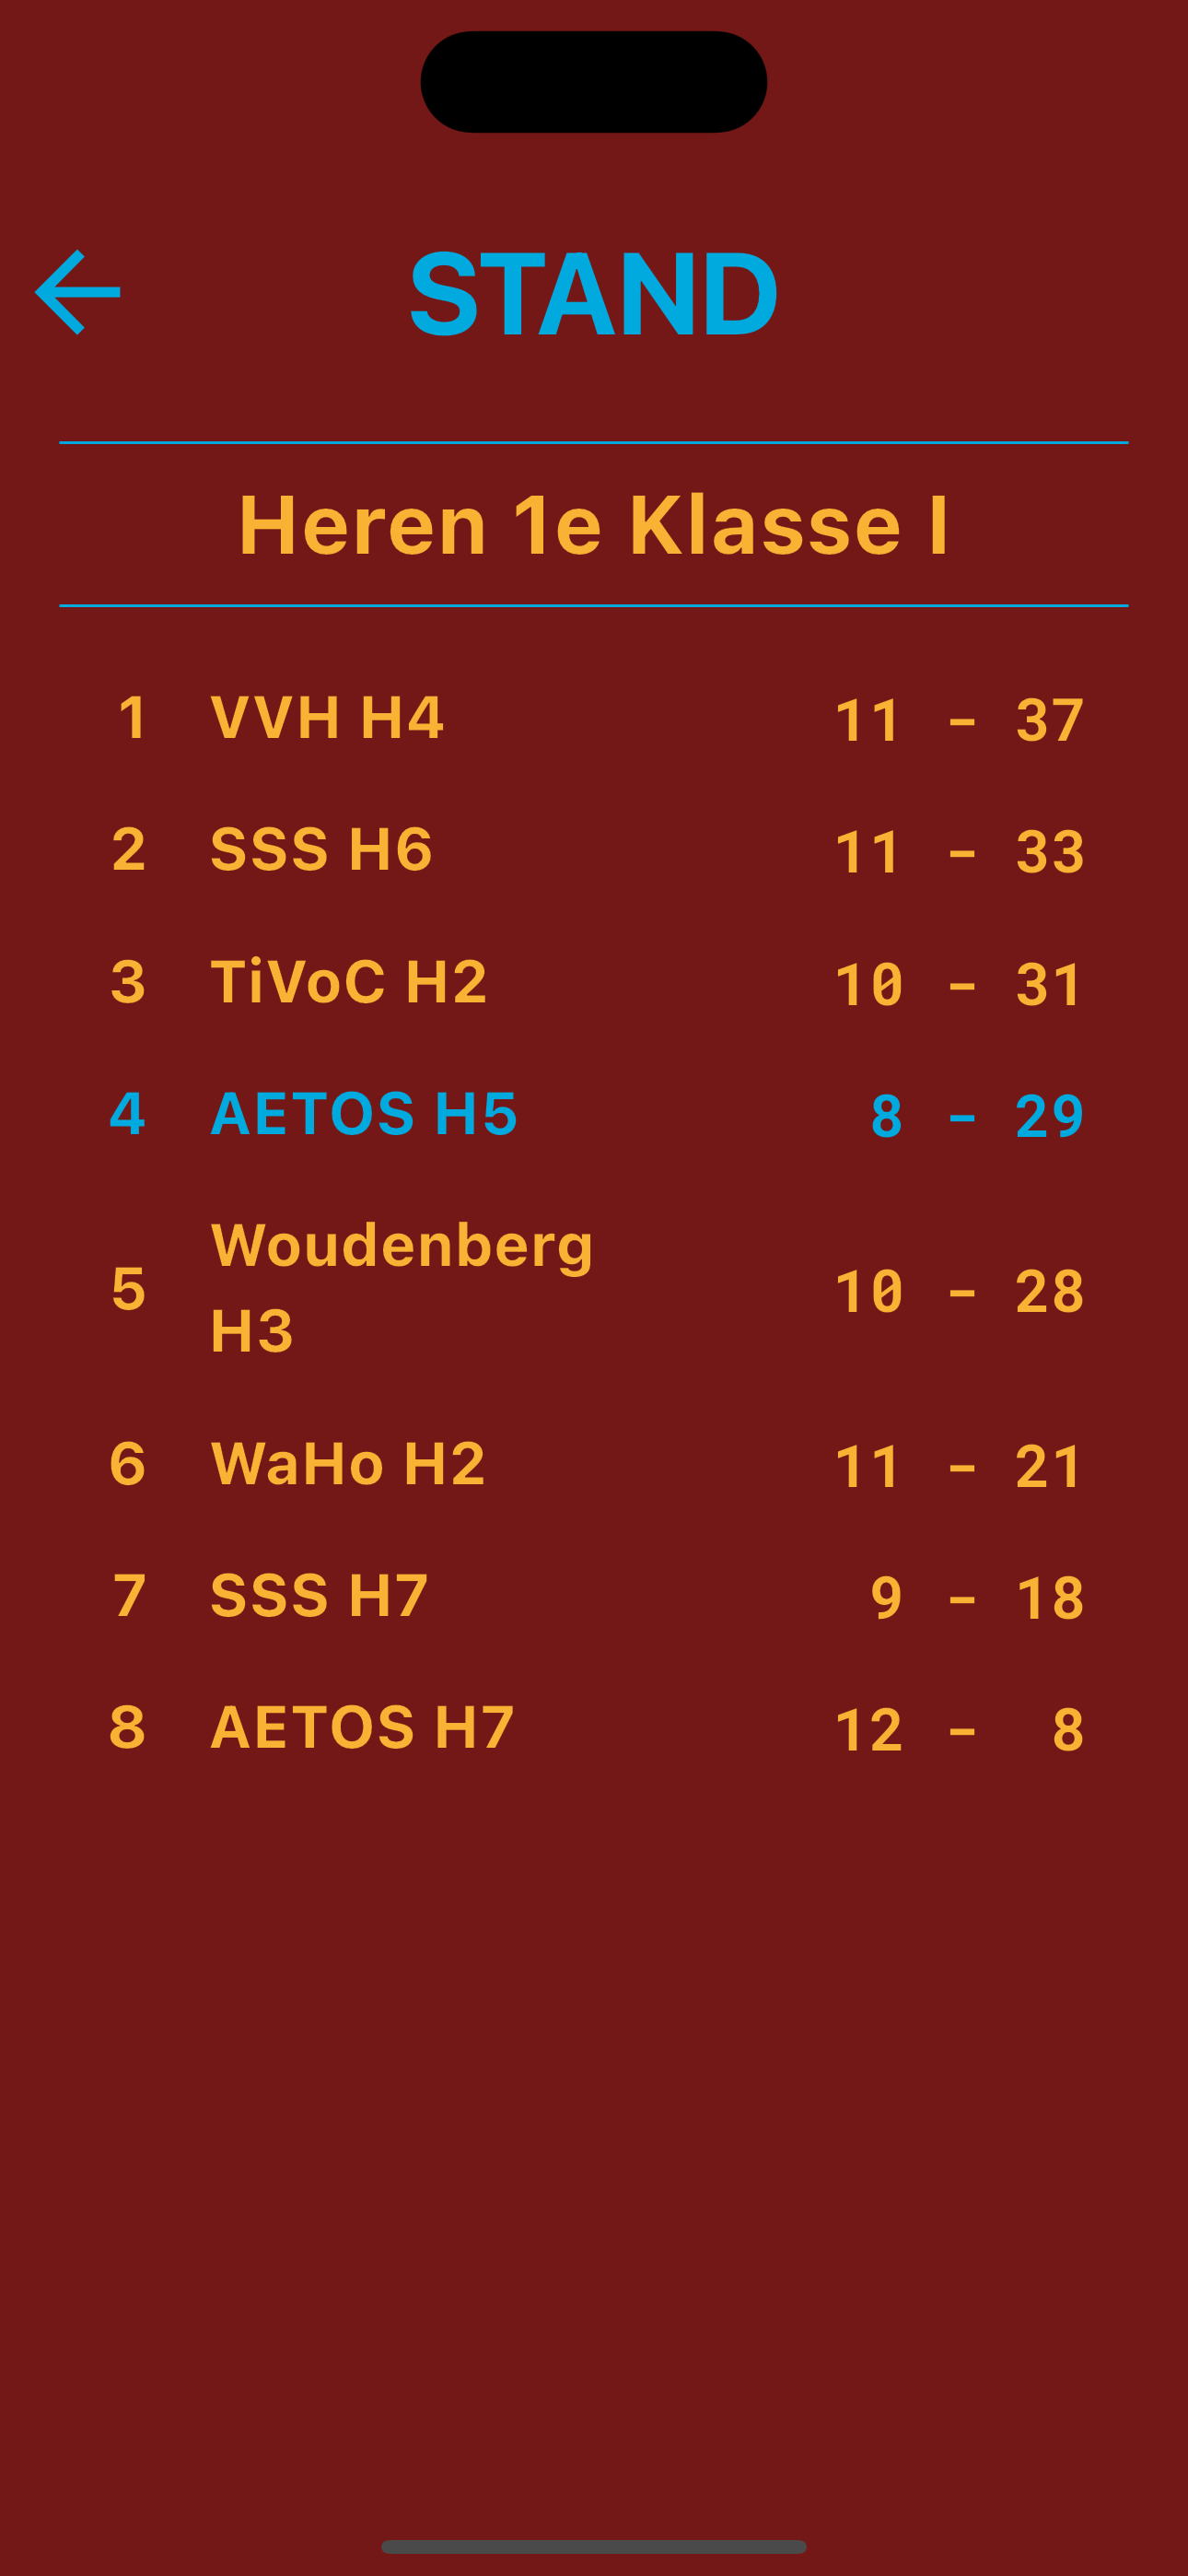 STAND
Heren 1e Klasse I
1 VVH H4 11 - 37
2 SSS H6 11 - 33
3 TiVoC H2 10 - 31
4 AETOS H5 8 - 29
5 Woudenberg H3 10 - 28
6 WaHo H2 11 - 21
7 SSS H7 9 - 18
8 AETOS H7 12 - 8